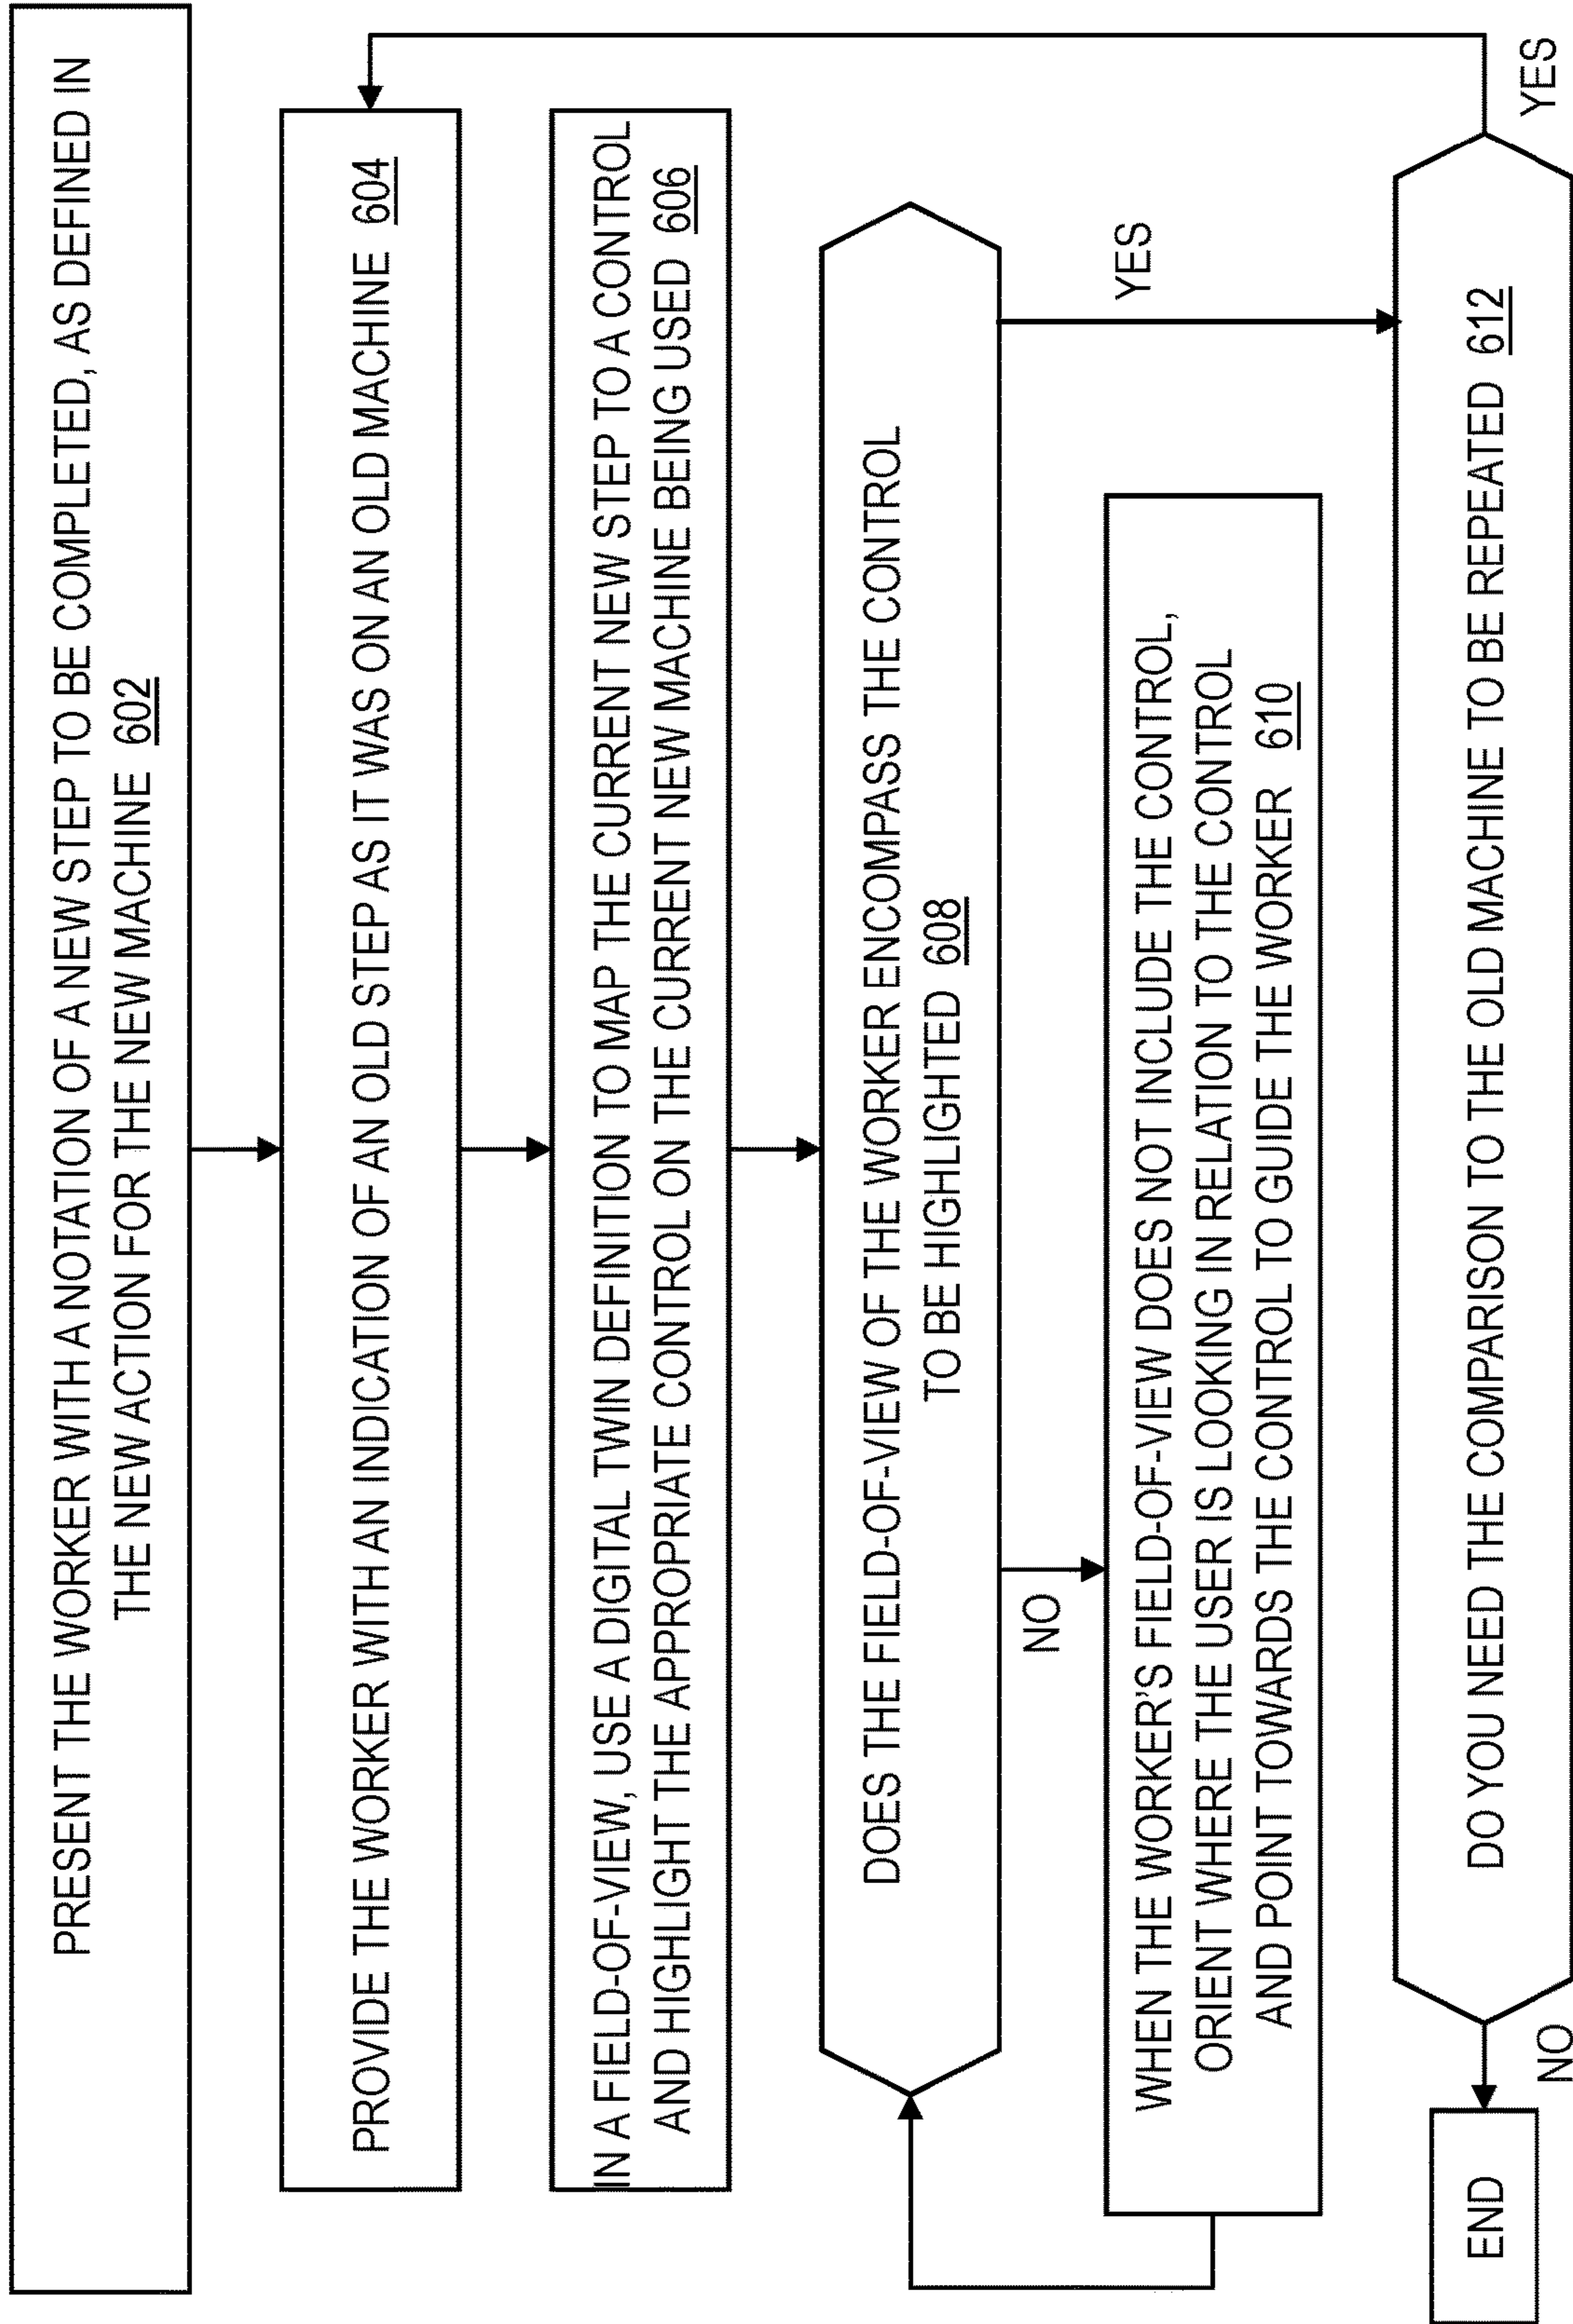 PRESENT THE WORKER WITH A NOTATION OF A NEW STEP TO BE COMPLETED, AS DEFINED IN
THE NEW ACTION FOR THE NEW MACHINE 602
PROVIDE THE WORKER WITH AN INDICATION OF AN OLD STEP AS IT WAS ON AN OLD MACHINE 604
IN A FIELD-OF-VIEW, USE A DIGITAL TWIN DEFINITION TO MAP THE CURRENT NEW STEP TO A CONTROL
AND HIGHLIGHT THE APPROPRIATE CONTROL ON THE CURRENT NEW MACHINE BEING USED 606
DOES THE FIELD-OF-VIEW OF THE WORKER ENCOMPASS THE CONTROL
TO BE HIGHLIGHTED 608
NO
YES
WHEN THE WORKER'S FIELD-OF-VIEW DOES NOT INCLUDE THE CONTROL,
ORIENT WHERE THE USER IS LOOKING IN RELATION TO THE CONTROL
AND POINT TOWARDS THE CONTROL TO GUIDE THE WORKER 610
DO YOU NEED THE COMPARISON TO THE OLD MACHINE TO BE REPEATED 612
YES
NO
END